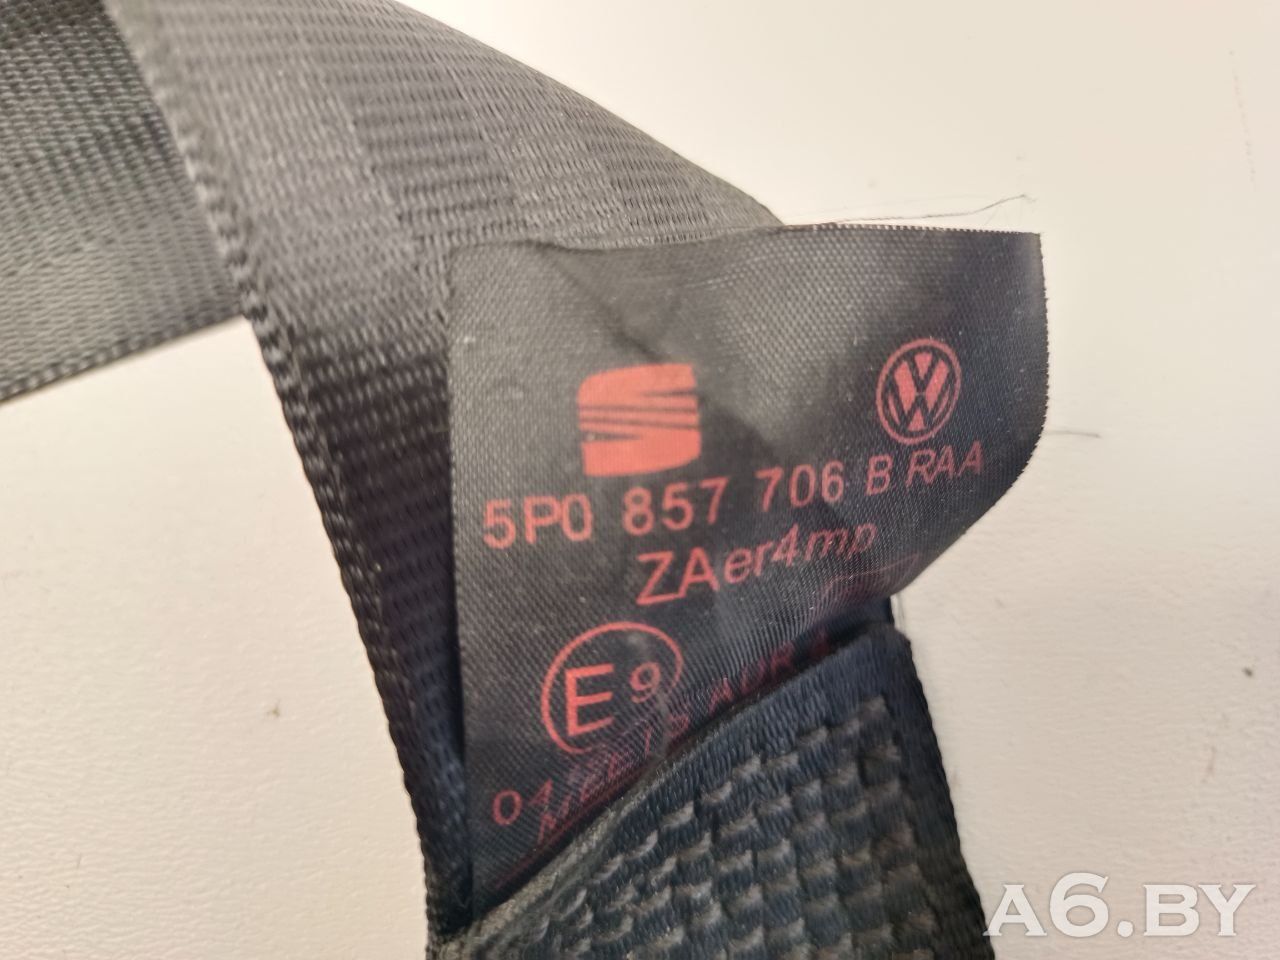 5P0 857 706 B RAA
ZAer4mp
E9
A6.BY